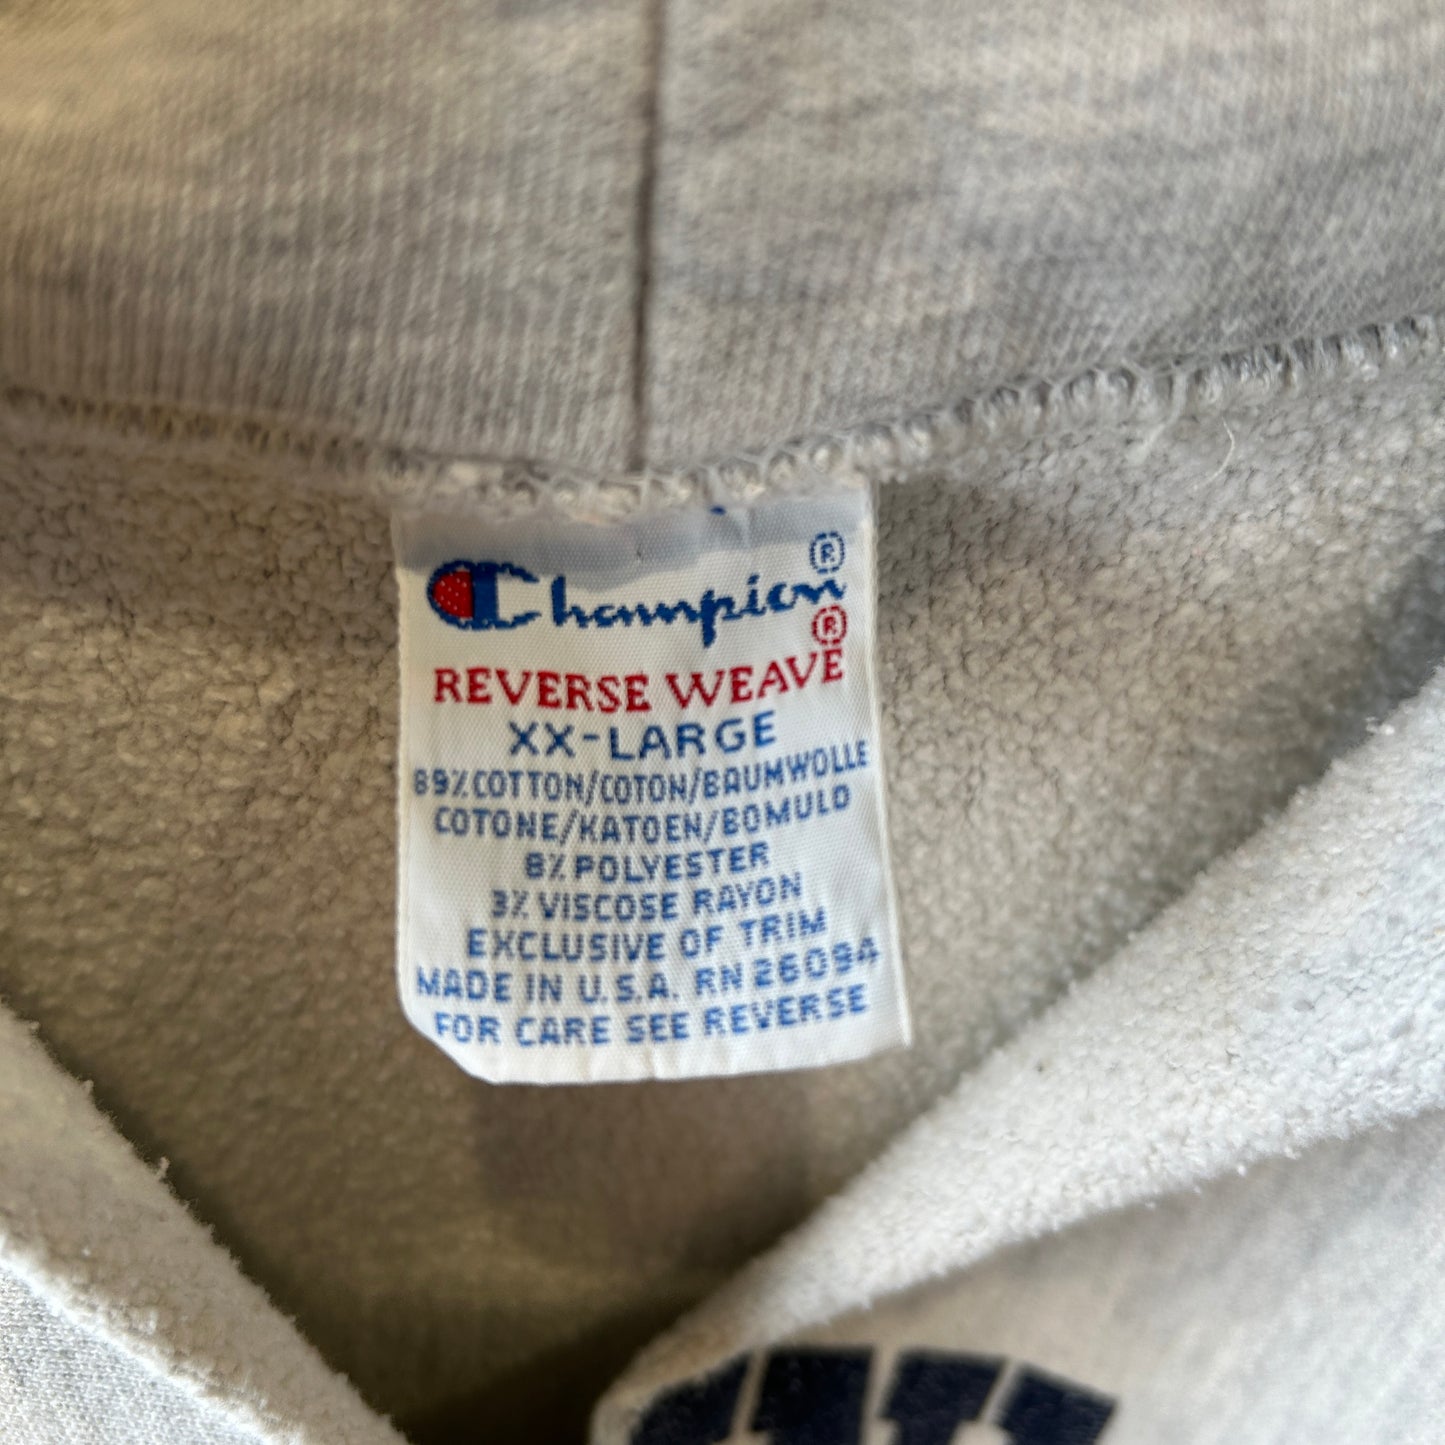 Champion®
REVERSE WEAVE®
XX-LARGE
89% COTTON/COTON/BAUMWOLLE
COTONE/KATOEN/BOMULD
8% POLYESTER
3% VISCOSE RAYON
EXCLUSIVE OF TRIM
MADE IN U.S.A. RN 26094
FOR CARE SEE REVERSE